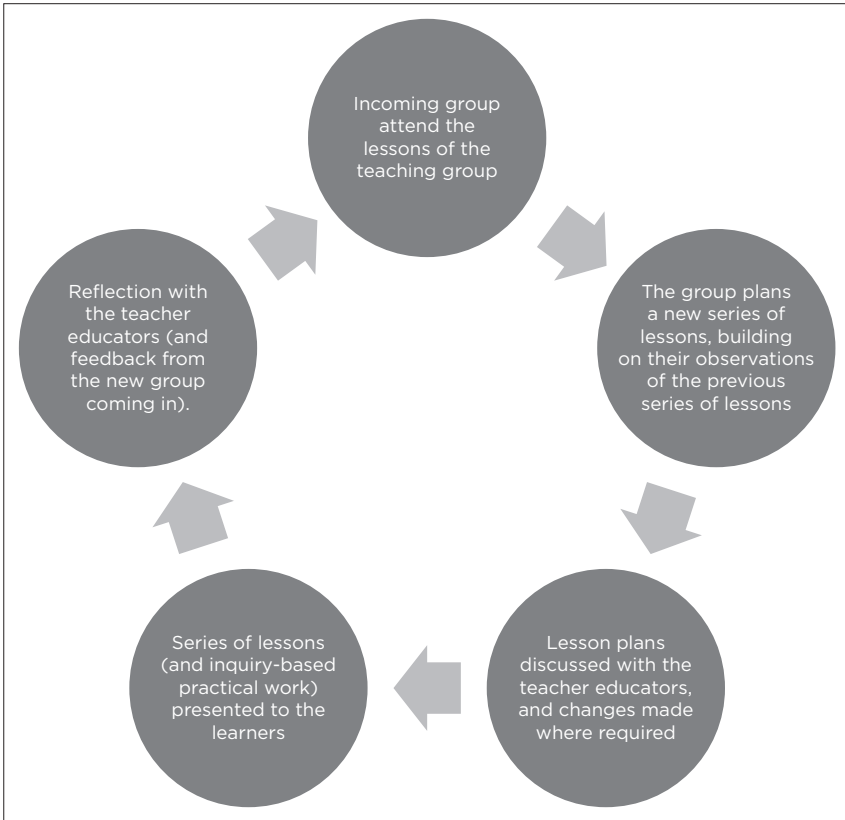 Incoming group
attend the
lessons of the
teaching group
The group plans
a new series of
lessons, building
on their observations
of the previous
series of lessons
Lesson plans
discussed with the
teacher educators,
and changes made
where required
Series of lessons
(and inquiry-based
practical work)
presented to the
learners
Reflection with
the teacher
educators (and
feedback from
the new group
coming in).